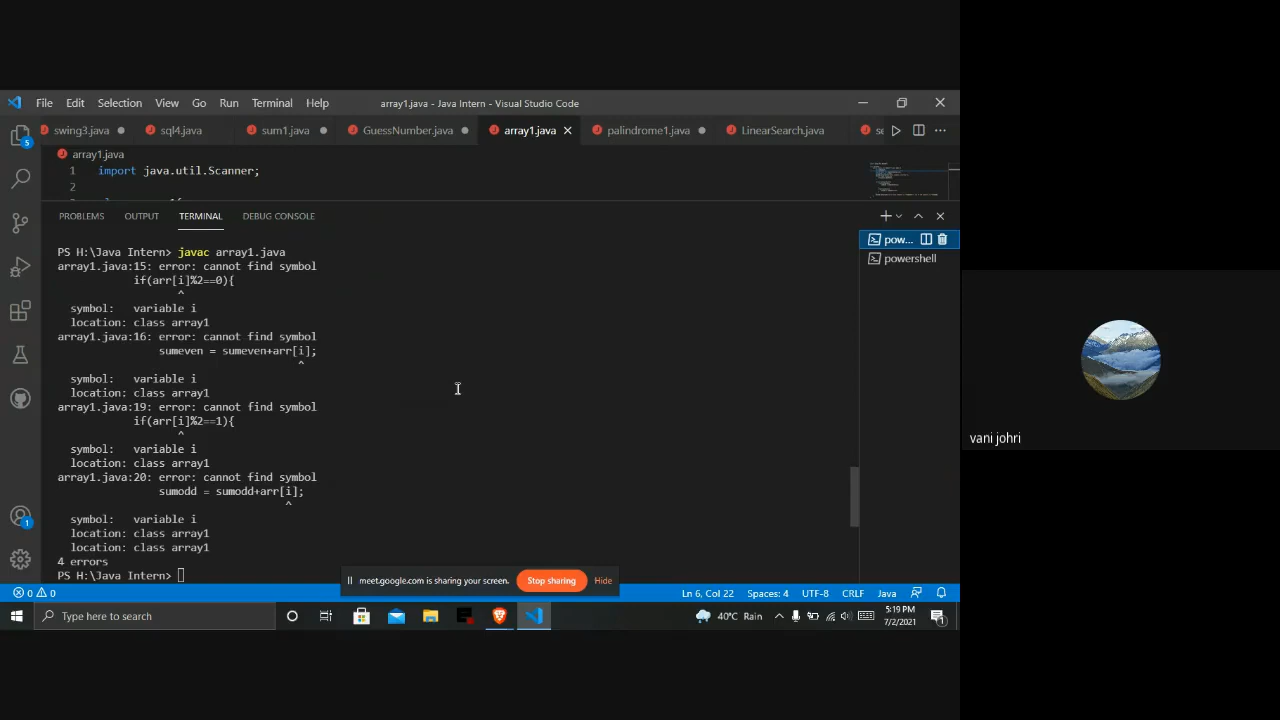 File Edit Selection View Go Run Terminal Help array1.java - Java Intern - Visual Studio Code
swing3.java sql4.java sum1.java GuessNumber.java array1.java palindrome1.java LinearSearch.java se
array1.java
1 import java.util.Scanner;
2
PROBLEMS OUTPUT TERMINAL DEBUG CONSOLE
pow...
powershell
PS H:\Java Intern> javac array1.java
array1.java:15: error: cannot find symbol
if(arr[i]%2==0){
^
symbol: variable i
location: class array1
array1.java:16: error: cannot find symbol
sumeven = sumeven+arr[i];
^
symbol: variable i
location: class array1
array1.java:19: error: cannot find symbol
if(arr[i]%2==1){
^
symbol: variable i
location: class array1
array1.java:20: error: cannot find symbol
sumodd = sumodd+arr[i];
^
symbol: variable i
location: class array1
location: class array1
4 errors
PS H:\Java Intern>
meet.google.com is sharing your screen. Stop sharing Hide
0 0 Ln 6, Col 22 Spaces: 4 UTF-8 CRLF Java
Type here to search 40°C Rain 5:19 PM
7/2/2021
5
1
1
vani johri